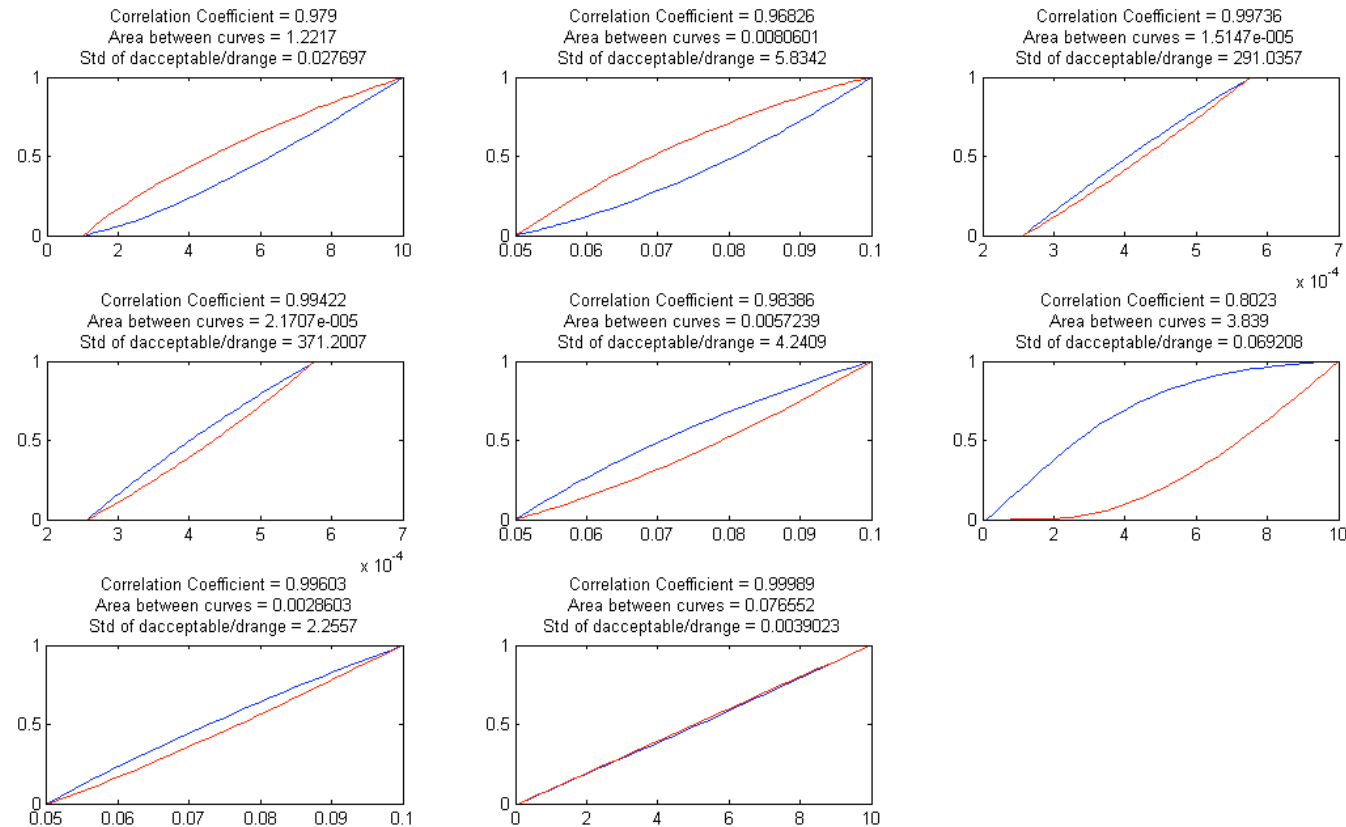 Correlation Coefficient = 0.979
Area between curves = 1.2217
Std of dacceptable/drange = 0.027697
1
0.5
0
0 2 4 6 8 10
Correlation Coefficient = 0.96826
Area between curves = 0.0080601
Std of dacceptable/drange = 5.8342
1
0.5
0
0.05 0.06 0.07 0.08 0.09 0.1
Correlation Coefficient = 0.99736
Area between curves = 1.5147e-005
Std of dacceptable/drange = 291.0357
1
0.5
0
2 3 4 5 6 7
x 10-4
Correlation Coefficient = 0.99422
Area between curves = 2.1707e-005
Std of dacceptable/drange = 371.2007
1
0.5
0
2 3 4 5 6 7
x 10-4
Correlation Coefficient = 0.98386
Area between curves = 0.0057239
Std of dacceptable/drange = 4.2409
1
0.5
0
0.05 0.06 0.07 0.08 0.09 0.1
Correlation Coefficient = 0.8023
Area between curves = 3.839
Std of dacceptable/drange = 0.069208
1
0.5
0
0 2 4 6 8 10
Correlation Coefficient = 0.99603
Area between curves = 0.0028603
Std of dacceptable/drange = 2.2557
1
0.5
0
0.05 0.06 0.07 0.08 0.09 0.1
Correlation Coefficient = 0.99989
Area between curves = 0.076552
Std of dacceptable/drange = 0.0039023
1
0.5
0
0 2 4 6 8 10